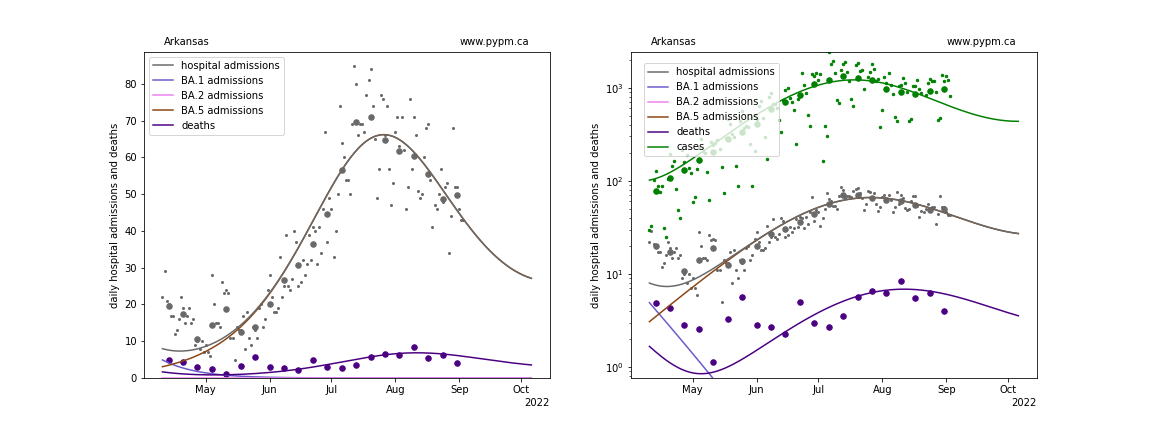 Arkansas
www.pypm.ca
daily hospital admissions and deaths
hospital admissions
BA.1 admissions
BA.2 admissions
BA.5 admissions
deaths
80
70
60
50
40
30
20
10
0
May
Jun
Jul
Aug
Sep
Oct
2022
Arkansas
www.pypm.ca
daily hospital admissions and deaths
hospital admissions
BA.1 admissions
BA.2 admissions
BA.5 admissions
deaths
cases
10³
10²
10¹
10⁰
May
Jun
Jul
Aug
Sep
Oct
2022